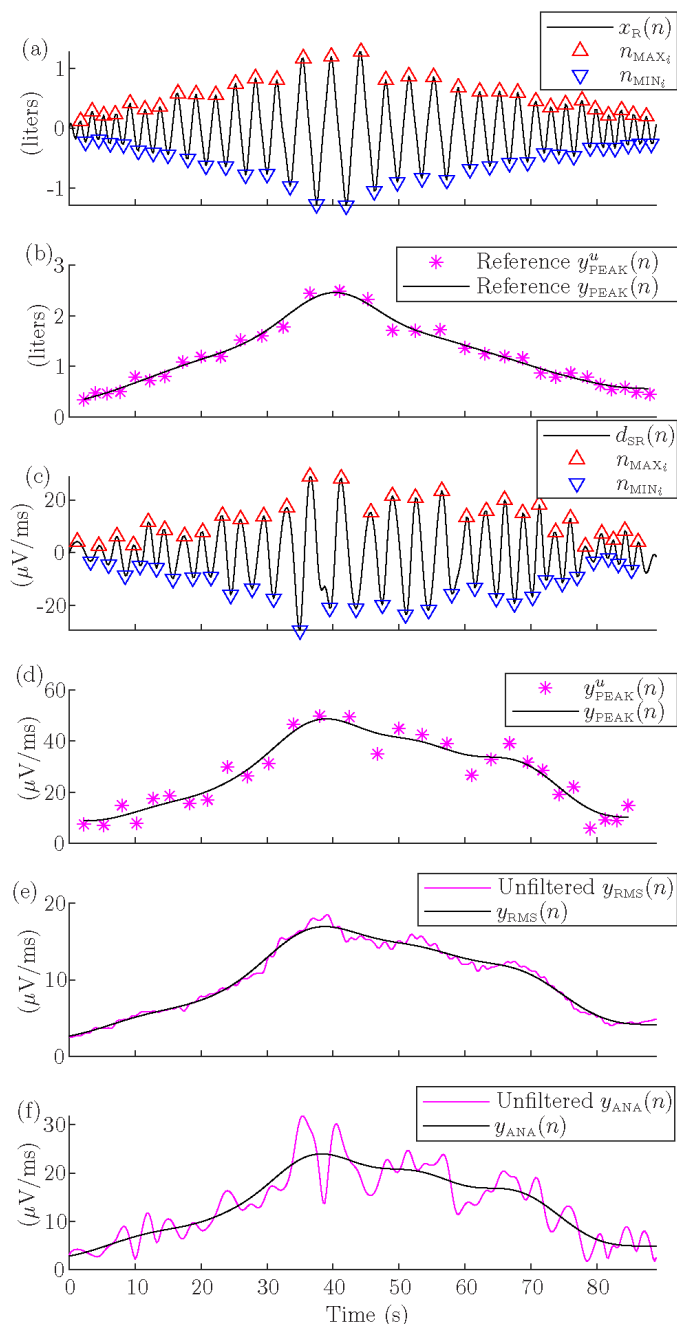 (a)
x_R(n)
n_MAX_i
n_MIN_i
1
0
-1
(liters)
(b)
Reference y^u_PEAK(n)
Reference y_PEAK(n)
3
2
1
0
(liters)
(c)
d_SR(n)
n_MAX_i
n_MIN_i
20
0
-20
(μV/ms)
(d)
y^u_PEAK(n)
y_PEAK(n)
60
40
20
0
(μV/ms)
(e)
Unfiltered y_RMS(n)
y_RMS(n)
20
10
0
(μV/ms)
(f)
Unfiltered y_ANA(n)
y_ANA(n)
30
20
10
0
(μV/ms)
0 10 20 30 40 50 60 70 80
Time (s)